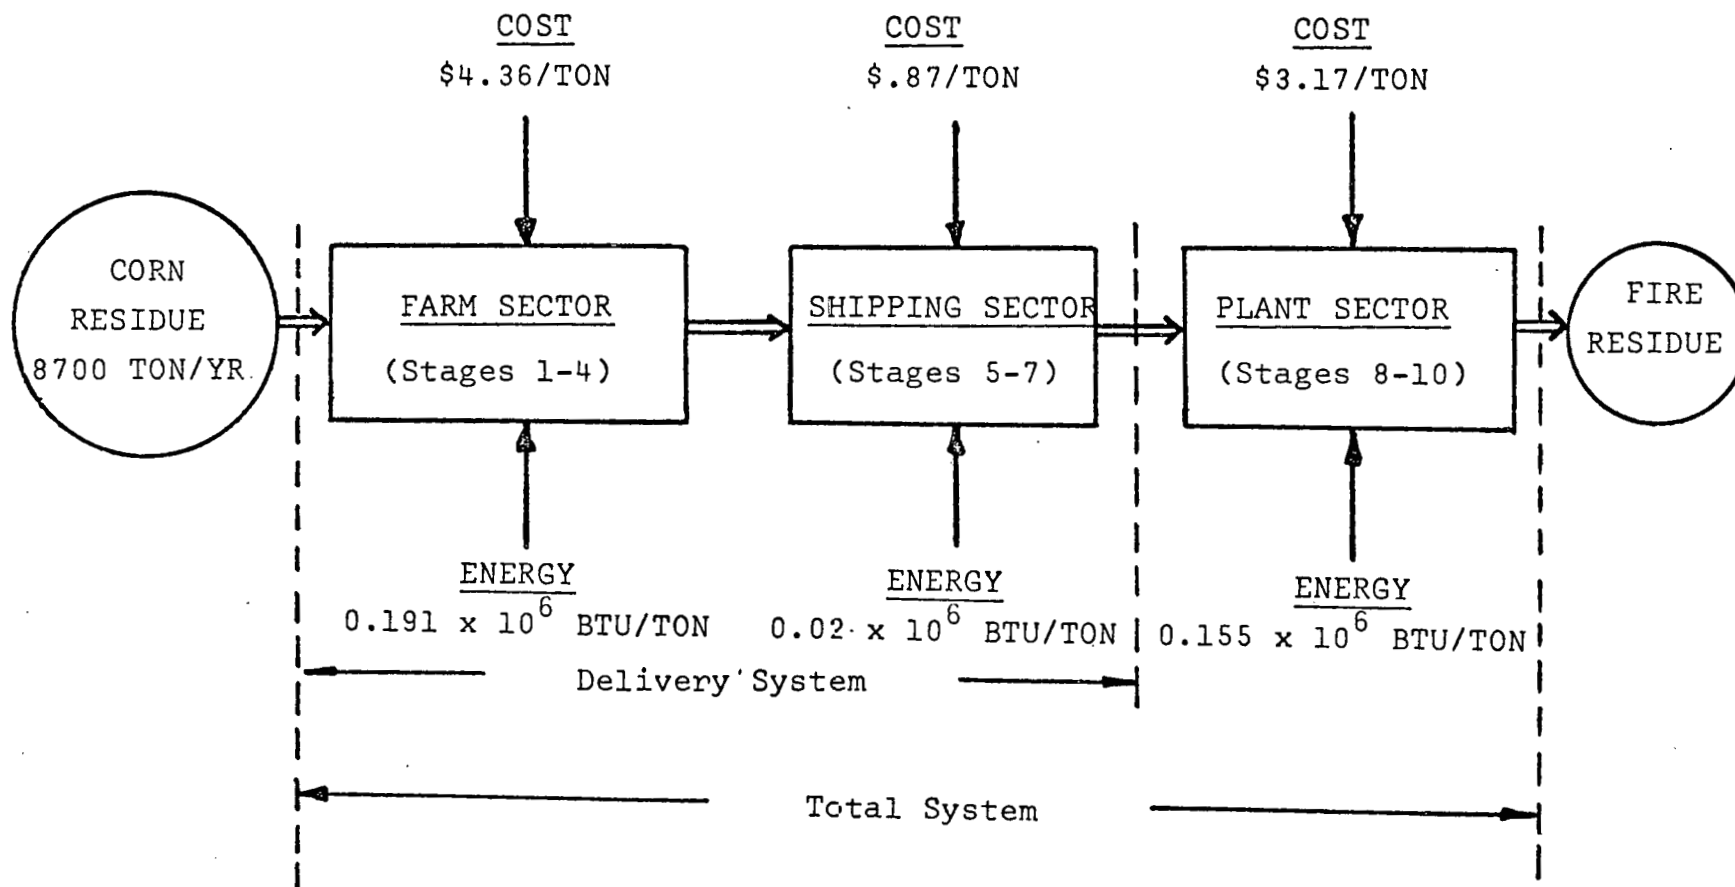 COST
$4.36/TON
COST
$.87/TON
COST
$3.17/TON
CORN
RESIDUE
8700 TON/YR.
FARM SECTOR
(Stages 1-4)
SHIPPING SECTOR
(Stages 5-7)
PLANT SECTOR
(Stages 8-10)
FIRE
RESIDUE
ENERGY
0.191 x 10^6 BTU/TON
ENERGY
0.02 x 10^6 BTU/TON
ENERGY
0.155 x 10^6 BTU/TON
Delivery System
Total System